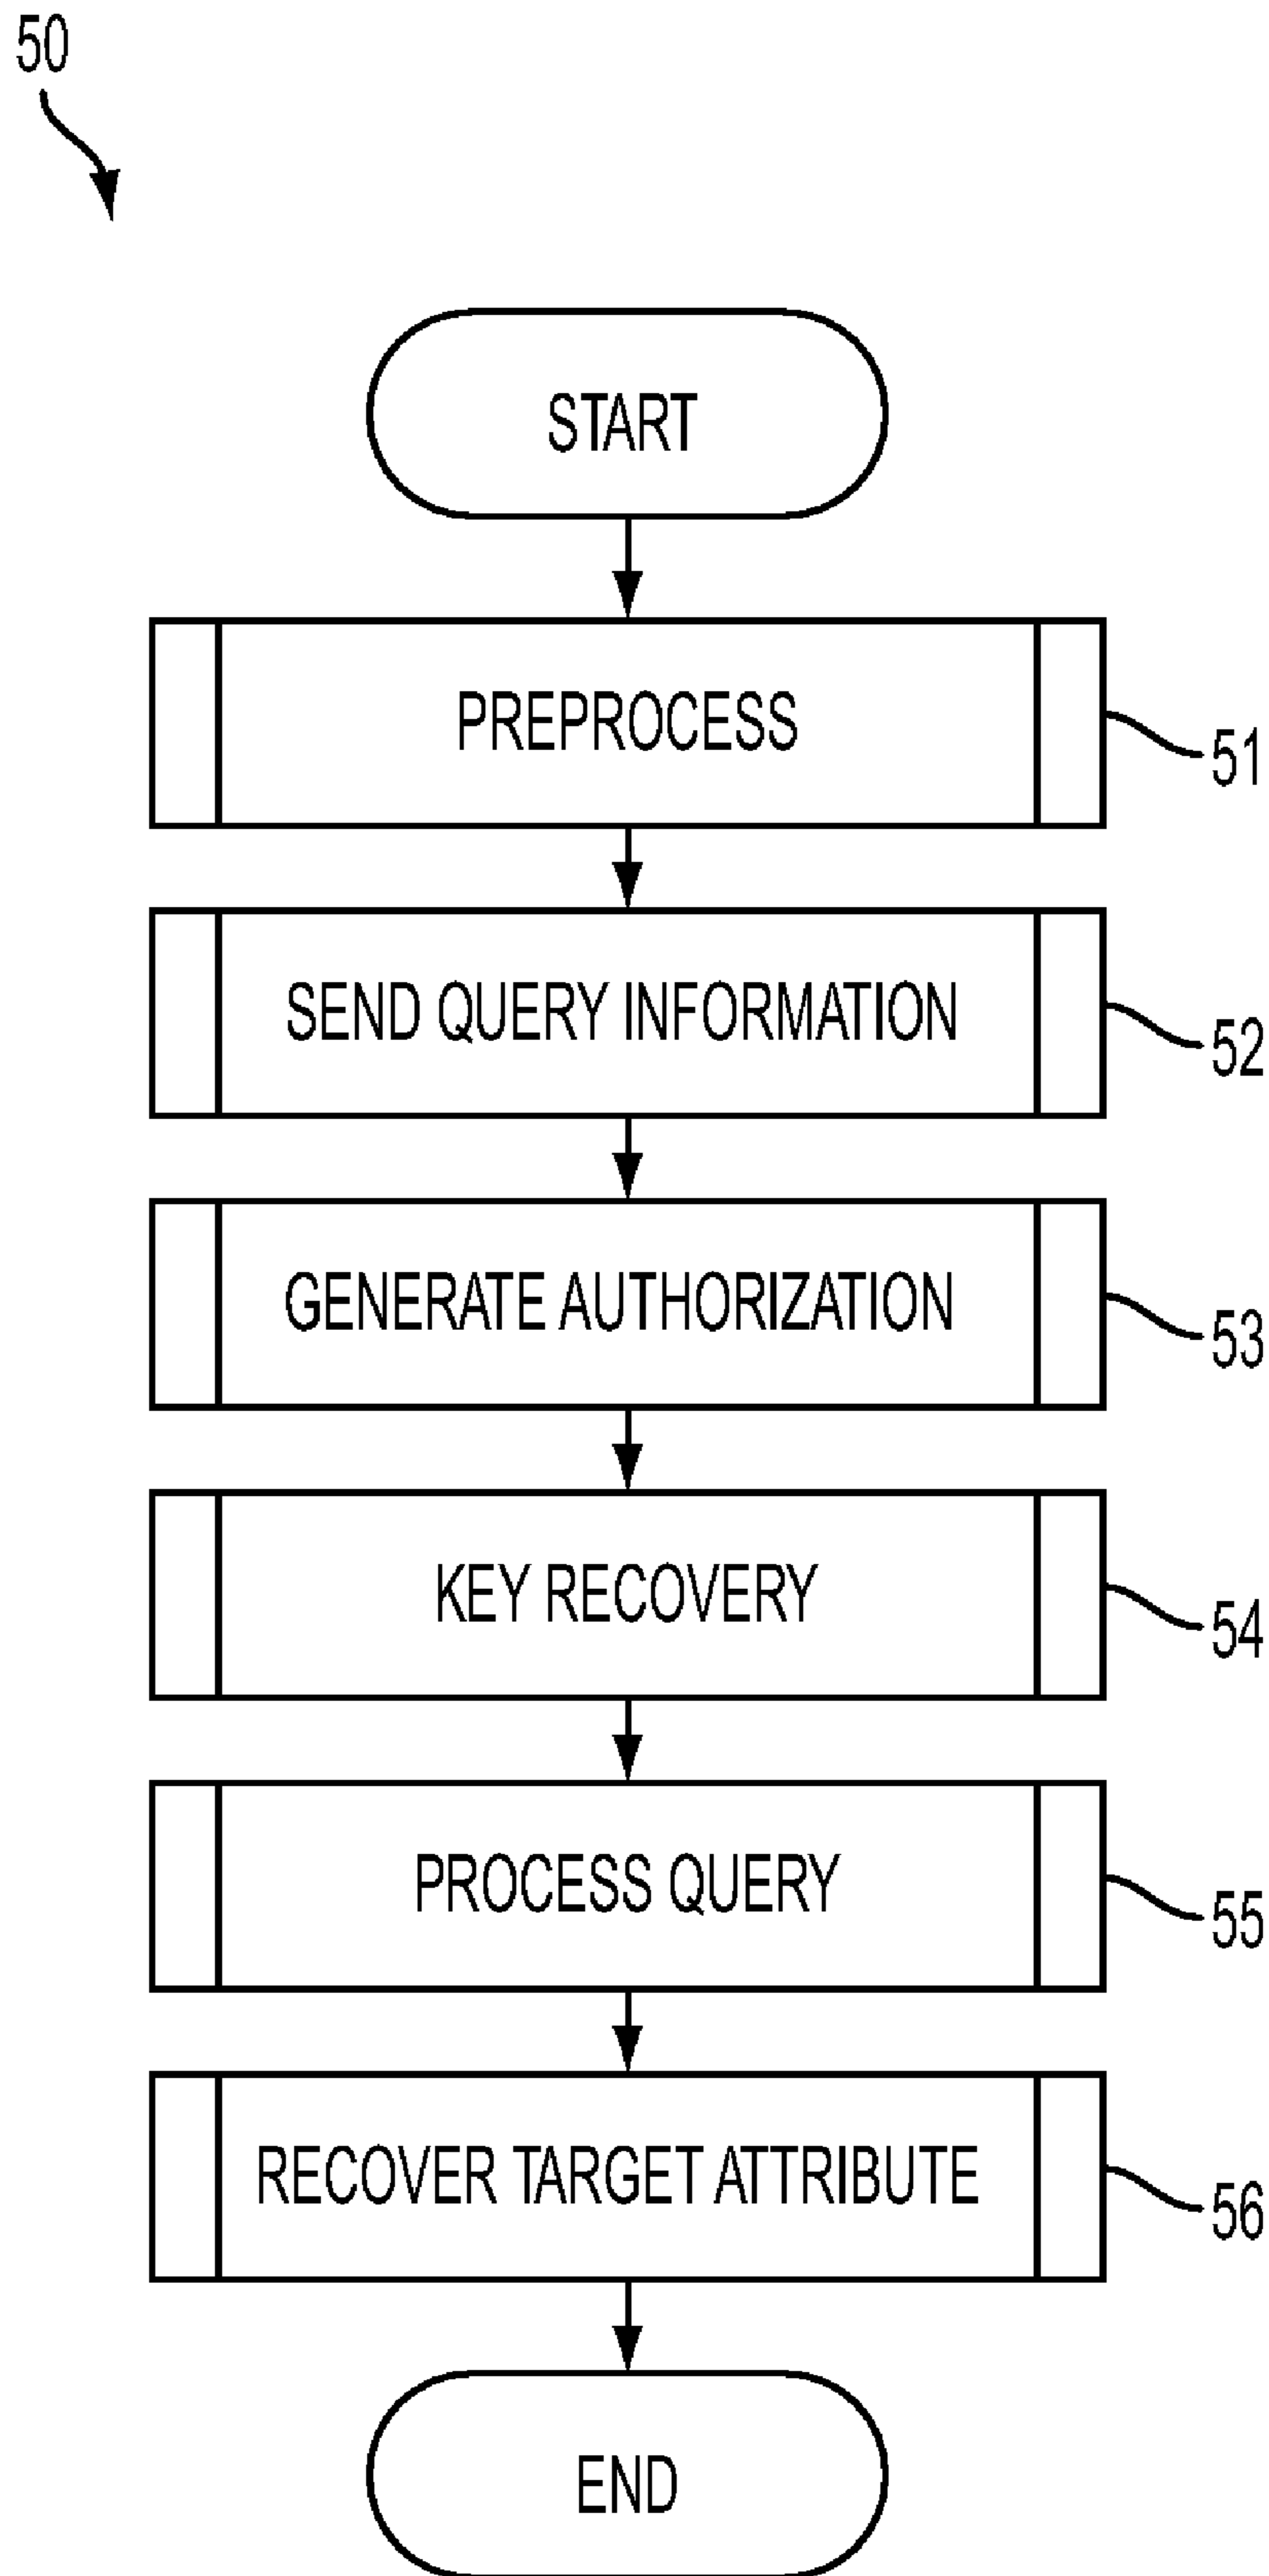 50
START
PREPROCESS
51
SEND QUERY INFORMATION
52
GENERATE AUTHORIZATION
53
KEY RECOVERY
54
PROCESS QUERY
55
RECOVER TARGET ATTRIBUTE
56
END